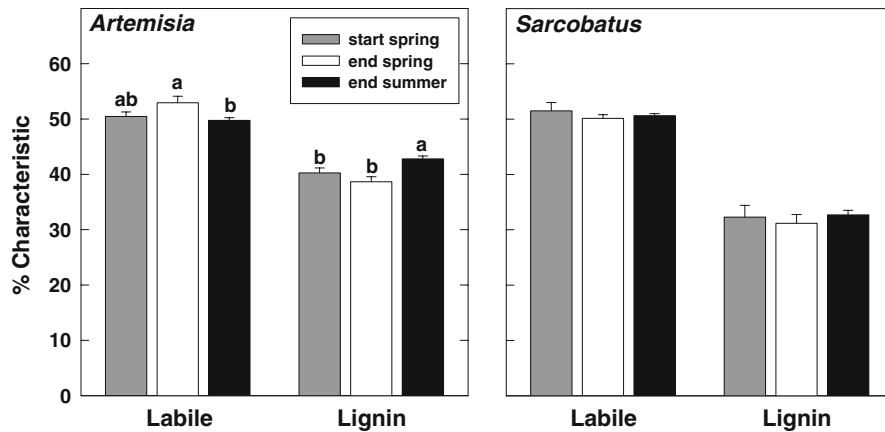 Artemisia
Sarcobatus
start spring
end spring
end summer
% Characteristic
60
50
40
30
20
10
0
ab
a
b
b
b
a
Labile
Lignin
Labile
Lignin